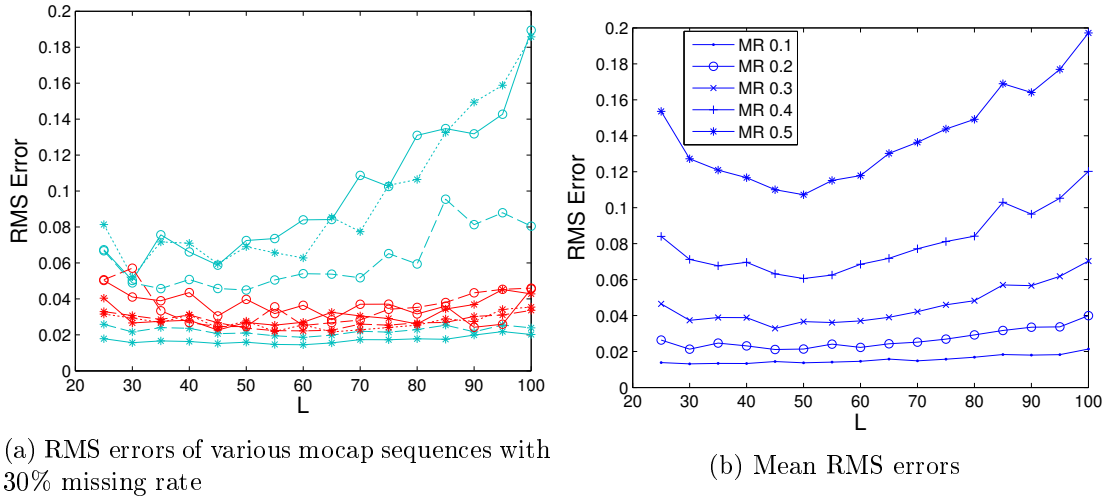 0.2
0.18
0.16
0.14
0.12
0.1
0.08
0.06
0.04
0.02
0
RMS Error
20 30 40 50 60 70 80 90 100
L
(a) RMS errors of various mocap sequences with
30% missing rate
0.2
0.18
0.16
0.14
0.12
0.1
0.08
0.06
0.04
0.02
0
RMS Error
MR 0.1
MR 0.2
MR 0.3
MR 0.4
MR 0.5
20 30 40 50 60 70 80 90 100
L
(b) Mean RMS errors